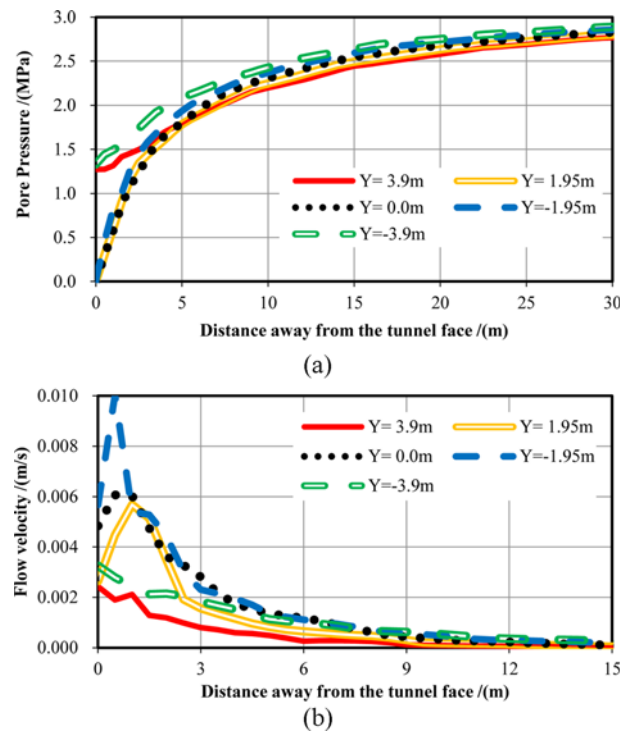 3.0
2.5
2.0
1.5
1.0
0.5
0.0
Pore Pressure /(MPa)
Y= 3.9m
Y= 1.95m
Y= 0.0m
Y=-1.95m
Y=-3.9m
0 5 10 15 20 25 30
Distance away from the tunnel face /(m)
(a)
0.010
0.008
0.006
0.004
0.002
0.000
Flow velocity /(m/s)
Y= 3.9m
Y= 1.95m
Y= 0.0m
Y=-1.95m
Y=-3.9m
0 3 6 9 12 15
Distance away from the tunnel face /(m)
(b)